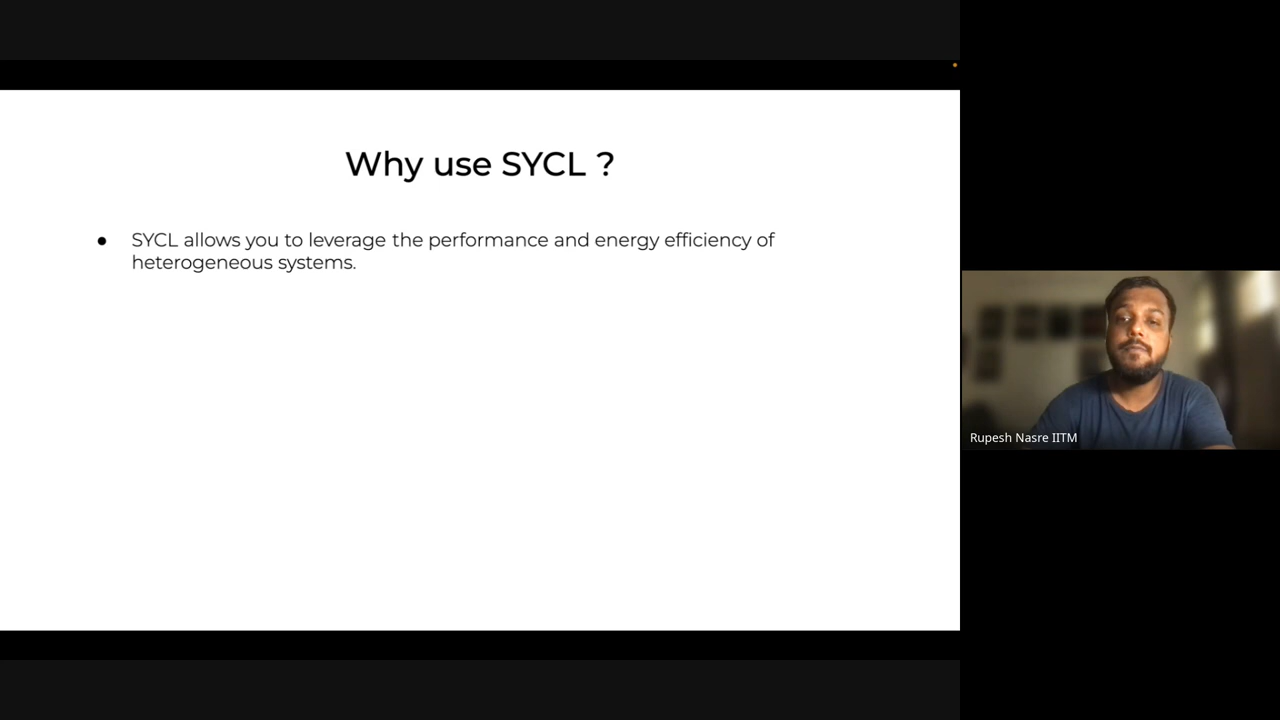 Why use SYCL ?
● SYCL allows you to leverage the performance and energy efficiency of
heterogeneous systems.
Rupesh Nasre IITM